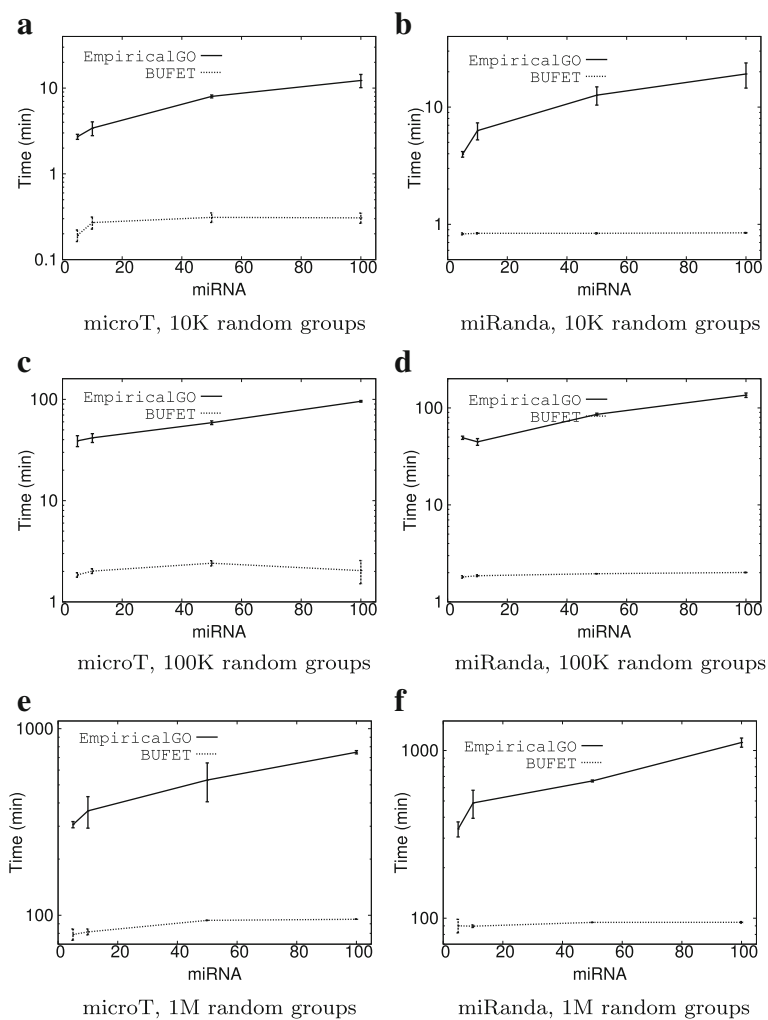 a
EmpiricalGO
BUFET
10
1
0.1
Time (min)
0 20 40 60 80 100
miRNA
microT, 10K random groups
b
EmpiricalGO
BUFET
10
1
Time (min)
0 20 40 60 80 100
miRNA
miRanda, 10K random groups
c
EmpiricalGO
BUFET
100
10
1
Time (min)
0 20 40 60 80 100
miRNA
microT, 100K random groups
d
EmpiricalGO
BUFET
100
10
1
Time (min)
0 20 40 60 80 100
miRNA
miRanda, 100K random groups
e
EmpiricalGO
BUFET
1000
100
Time (min)
0 20 40 60 80 100
miRNA
microT, 1M random groups
f
EmpiricalGO
BUFET
1000
100
Time (min)
0 20 40 60 80 100
miRNA
miRanda, 1M random groups